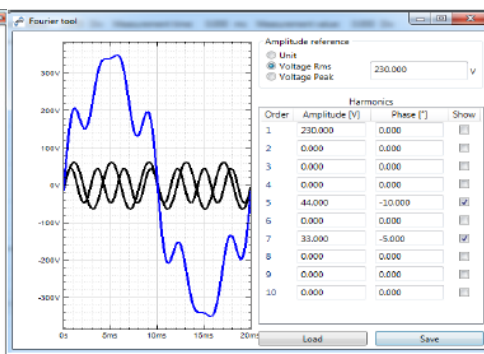 Fourier tool
Amplitude reference
Unit
Voltage Rms
Voltage Peak
230.000
V
Harmonics
Order Amplitude [V] Phase [°] Show
1 230.000 0.000
2 0.000 0.000
3 0.000 0.000
4 0.000 0.000
5 44.000 -10.000
6 0.000 0.000
7 33.000 -5.000
8 0.000 0.000
9 0.000 0.000
10 0.000 0.000
Load Save
300V
200V
100V
0V
-100V
-200V
-300V
0s 5ms 10ms 15ms 20ms